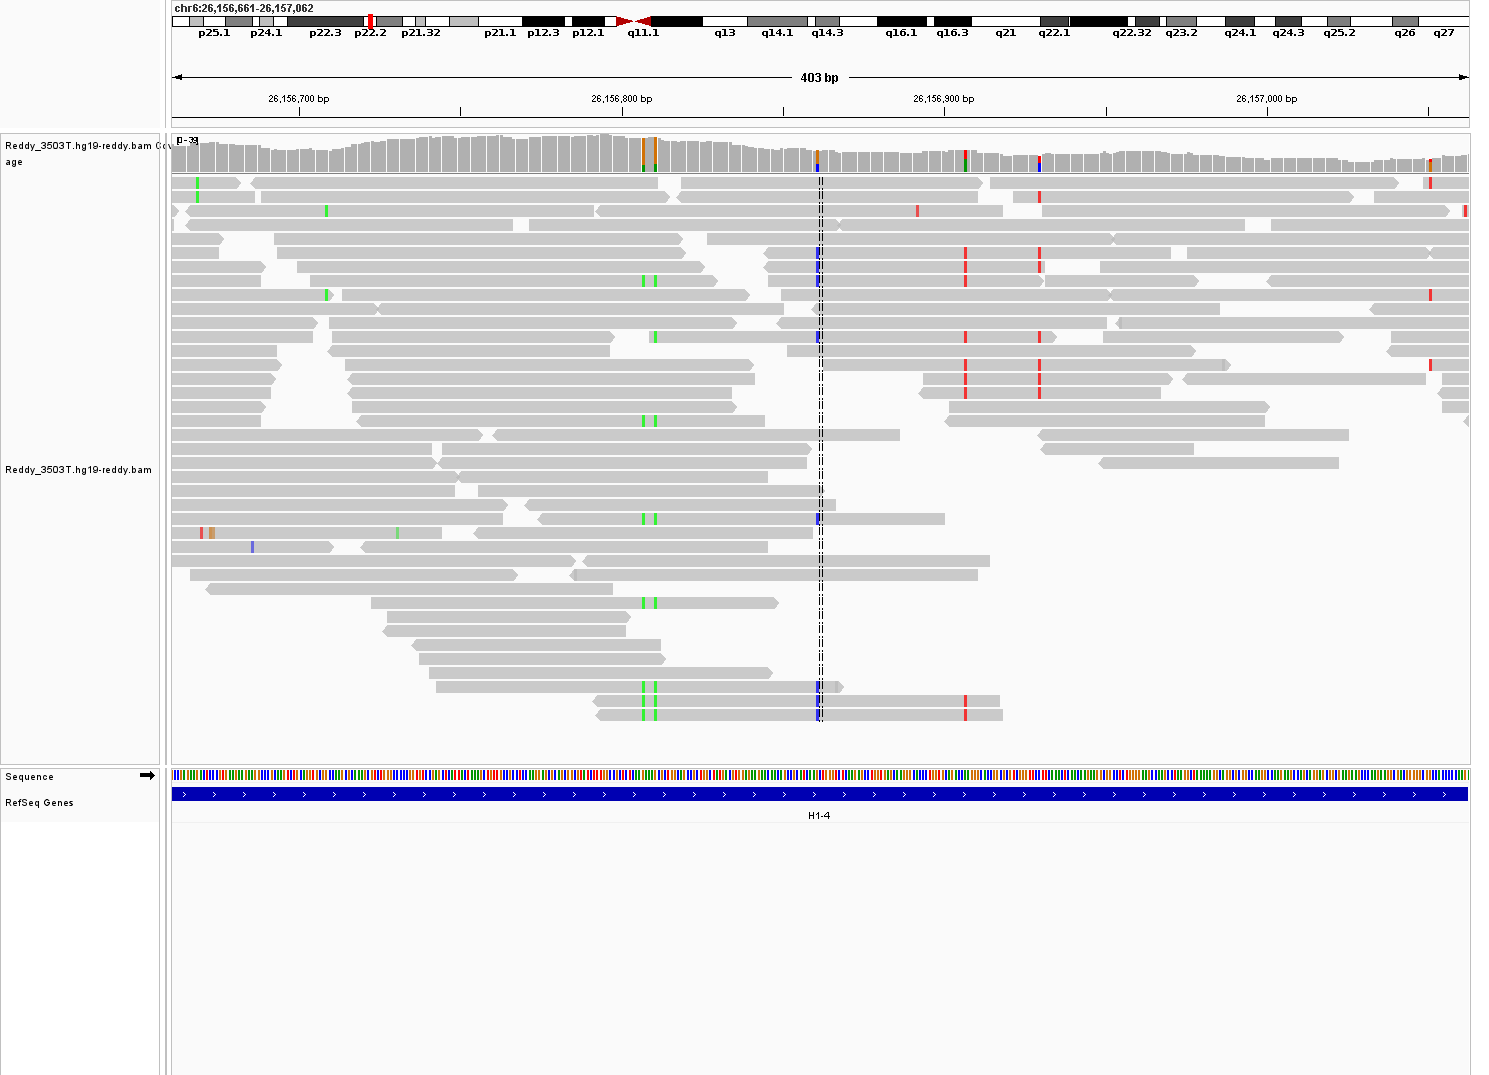 chr6:26,156,661-26,157,062
p25.1 p24.1 p22.3 p22.2 p21.32 p21.1 p12.3 p12.1 q11.1 q13 q14.1 q14.3 q16.1 q16.3 q21 q22.1 q22.32 q23.2 q24.1 q24.3 q25.2 q26 q27
403 bp
26,156,700 bp 26,156,800 bp 26,156,900 bp 26,157,000 bp
Reddy_3503T.hg19-reddy.bam Cov
age
Reddy_3503T.hg19-reddy.bam
Sequence
RefSeq Genes
H1-4